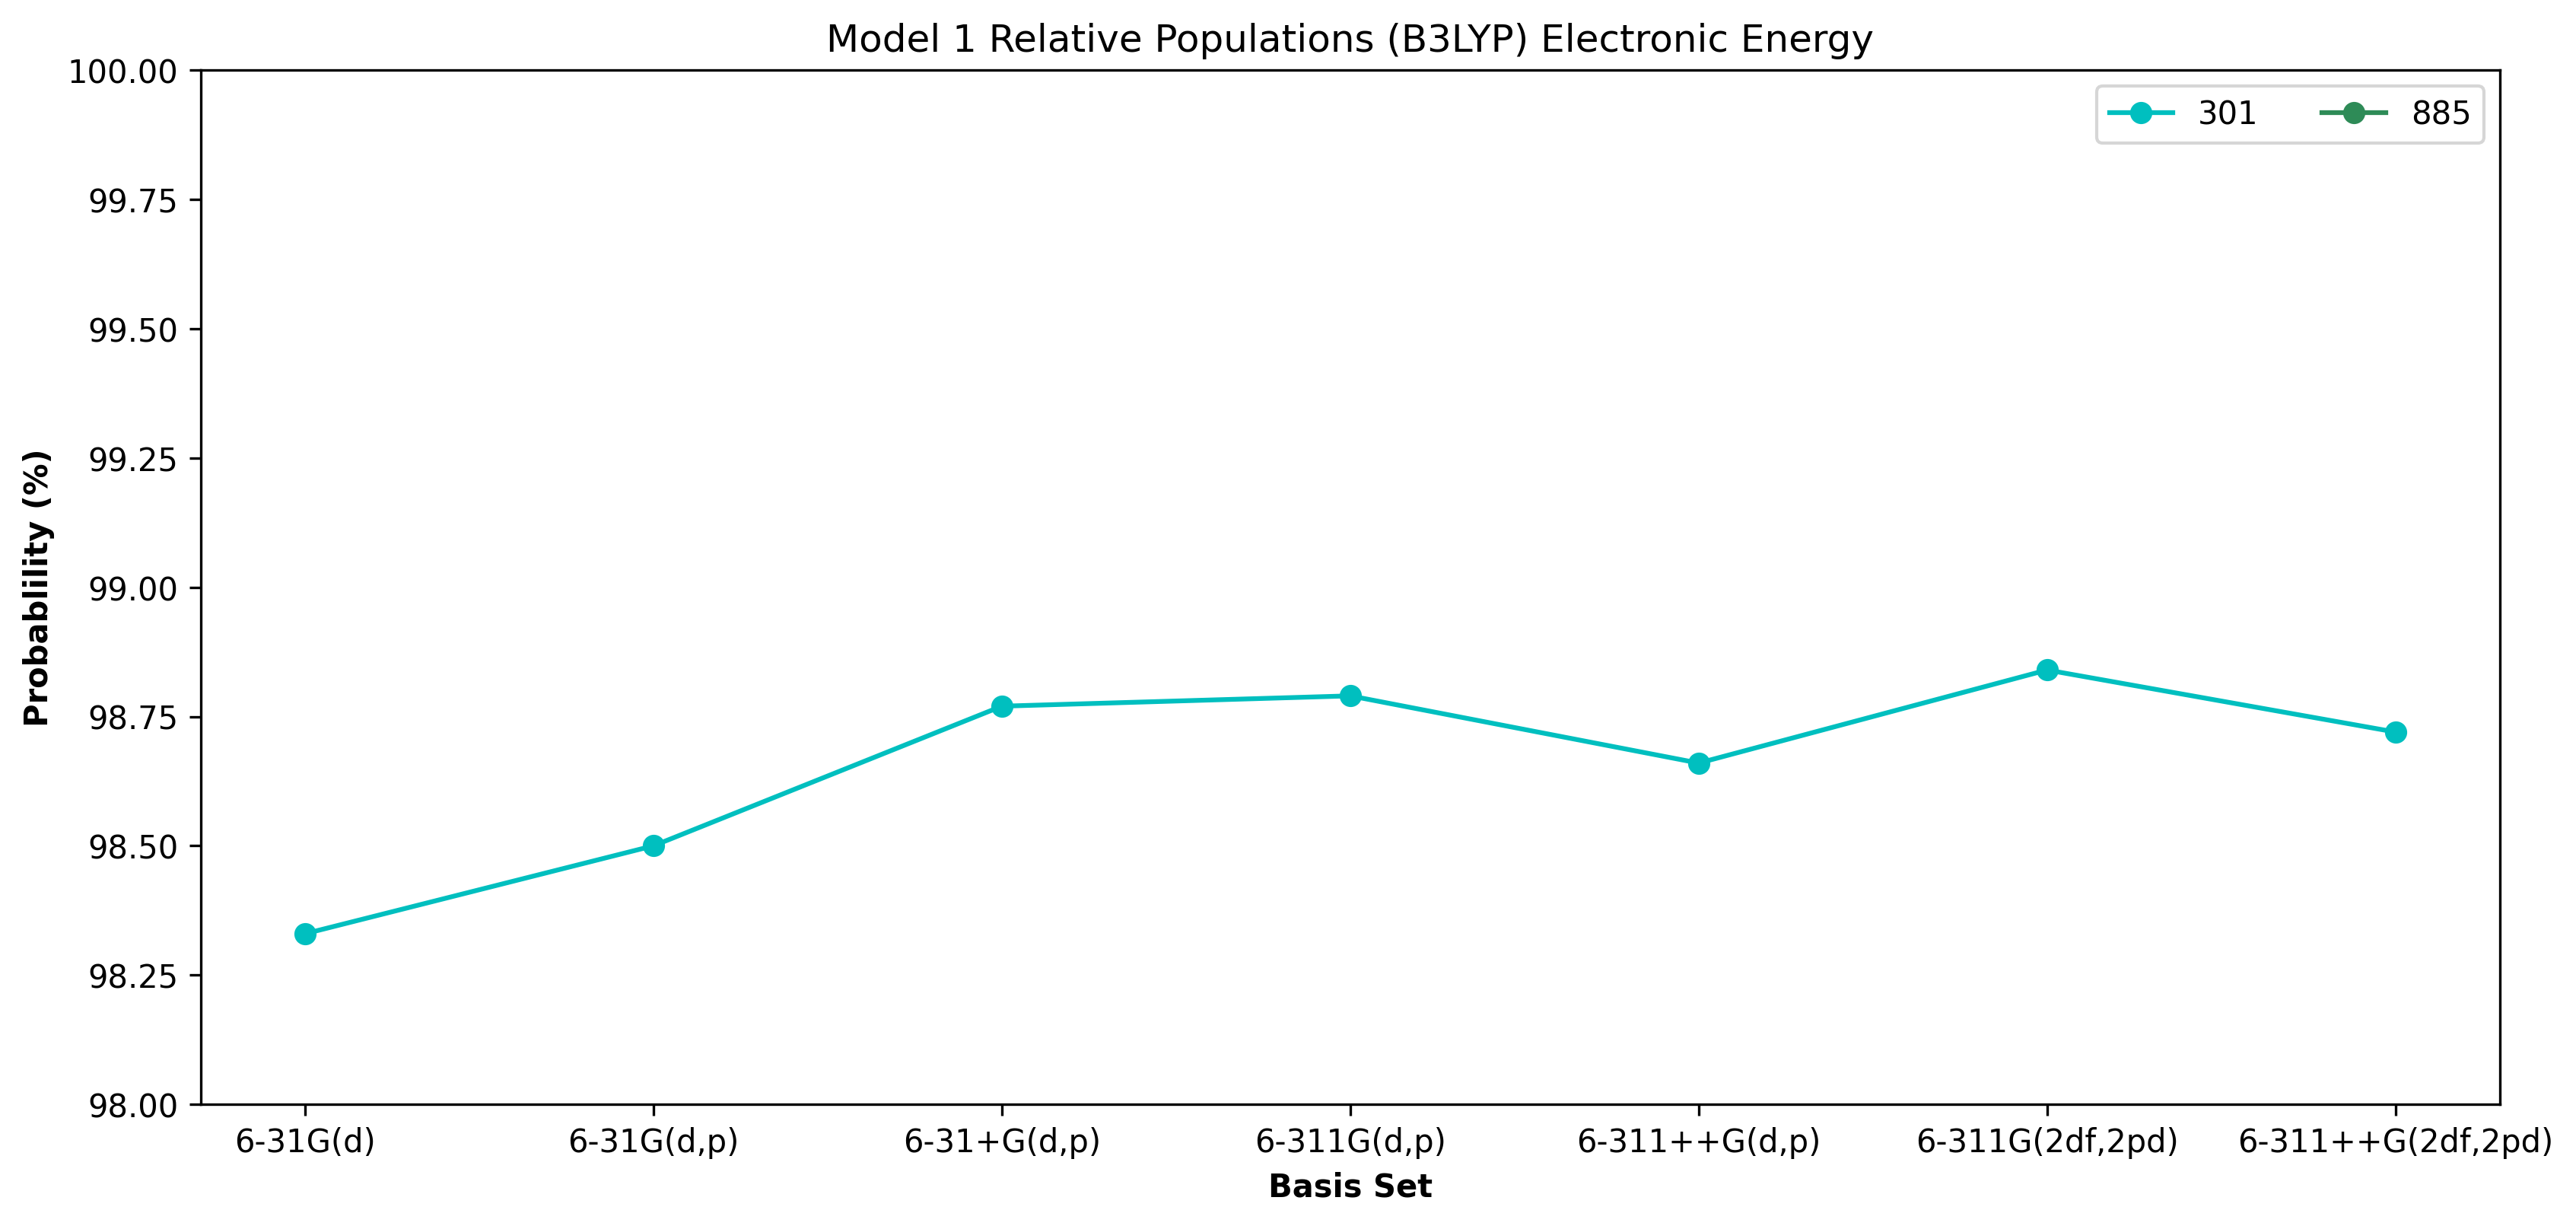 Model 1 Relative Populations (B3LYP) Electronic Energy
301 885
100.00
99.75
99.50
99.25
99.00
98.75
98.50
98.25
98.00
Probablility (%)
6-31G(d) 6-31G(d,p) 6-31+G(d,p) 6-311G(d,p) 6-311++G(d,p) 6-311G(2df,2pd) 6-311++G(2df,2pd)
Basis Set